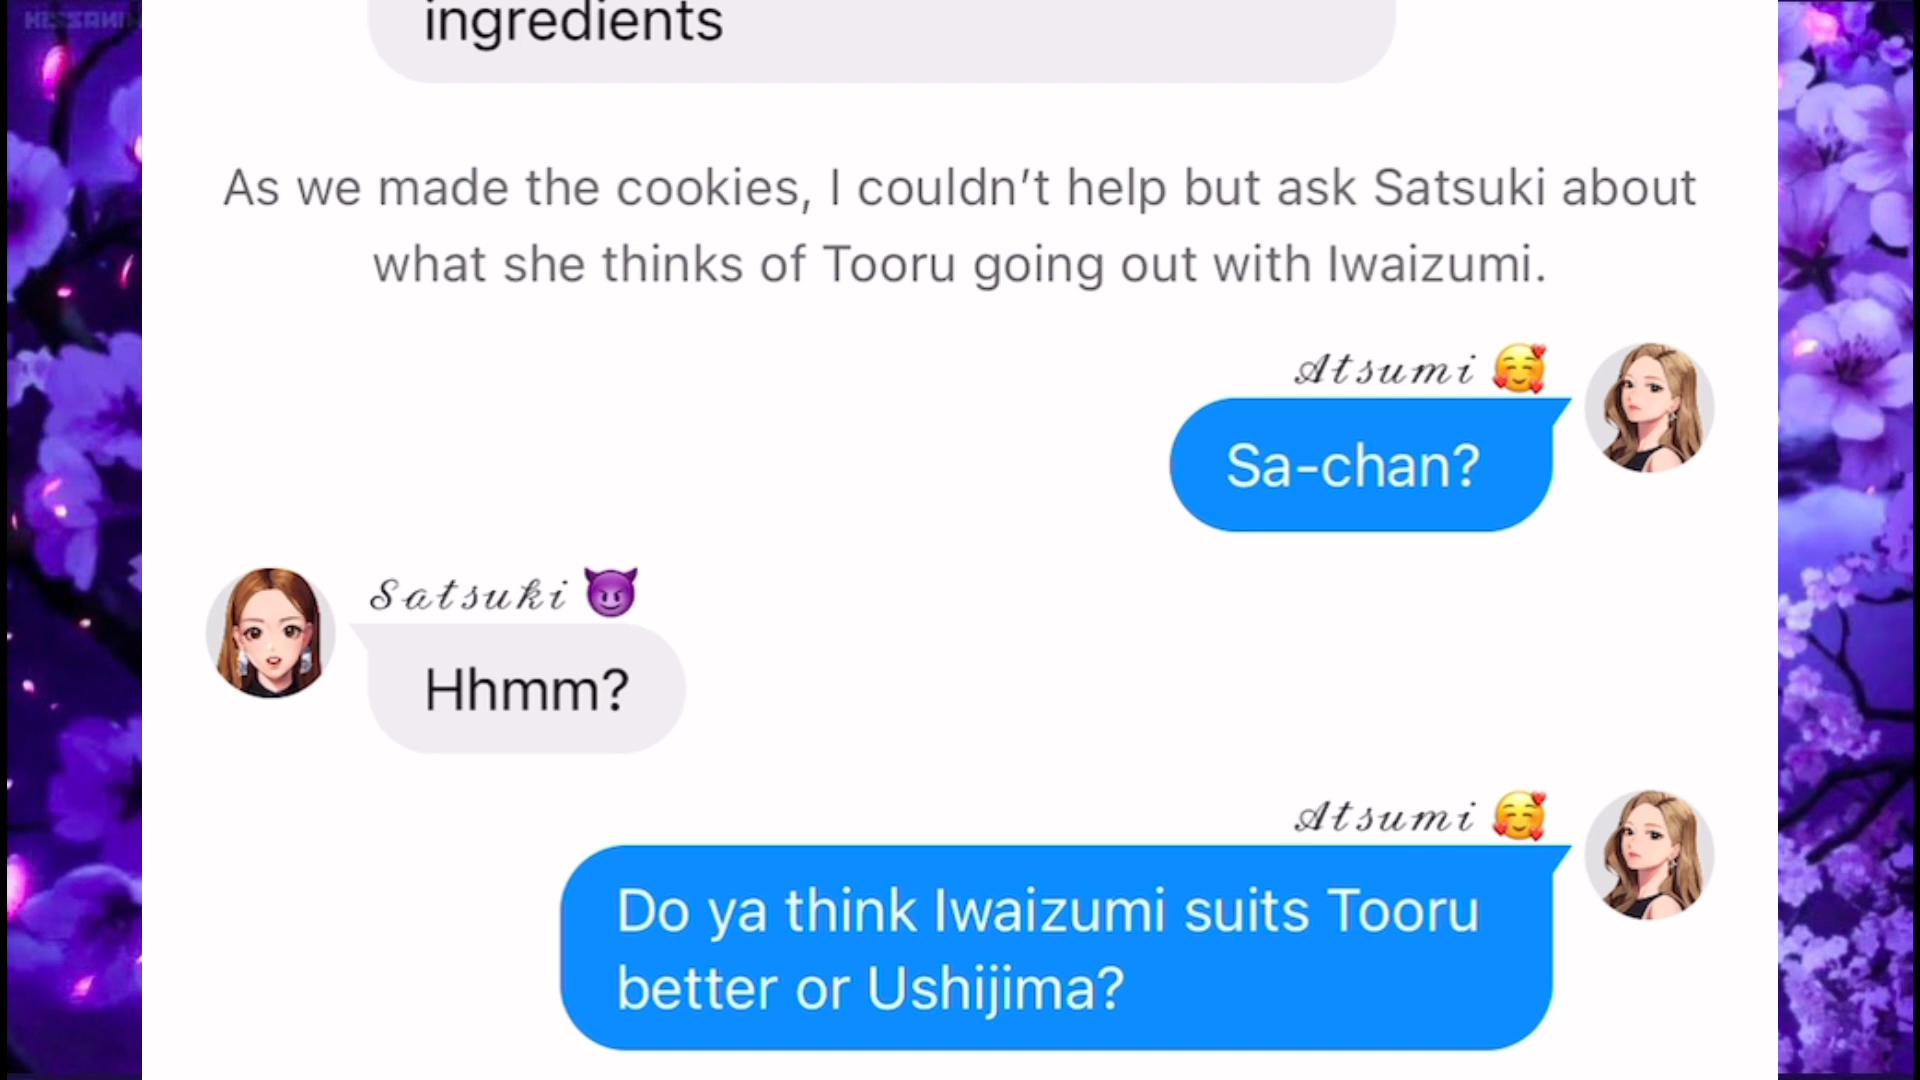 ingredients
As we made the cookies, I couldn’t help but ask Satsuki about
what she thinks of Tooru going out with Iwaizumi.
𝒜𝓉𝓈𝓊𝓂𝒾 🥰
Sa-chan?
𝒮𝒶𝓉𝓈𝓊𝓀𝒾 😈
Hhmm?
𝒜𝓉𝓈𝓊𝓂𝒾 🥰
Do ya think Iwaizumi suits Tooru
better or Ushijima?